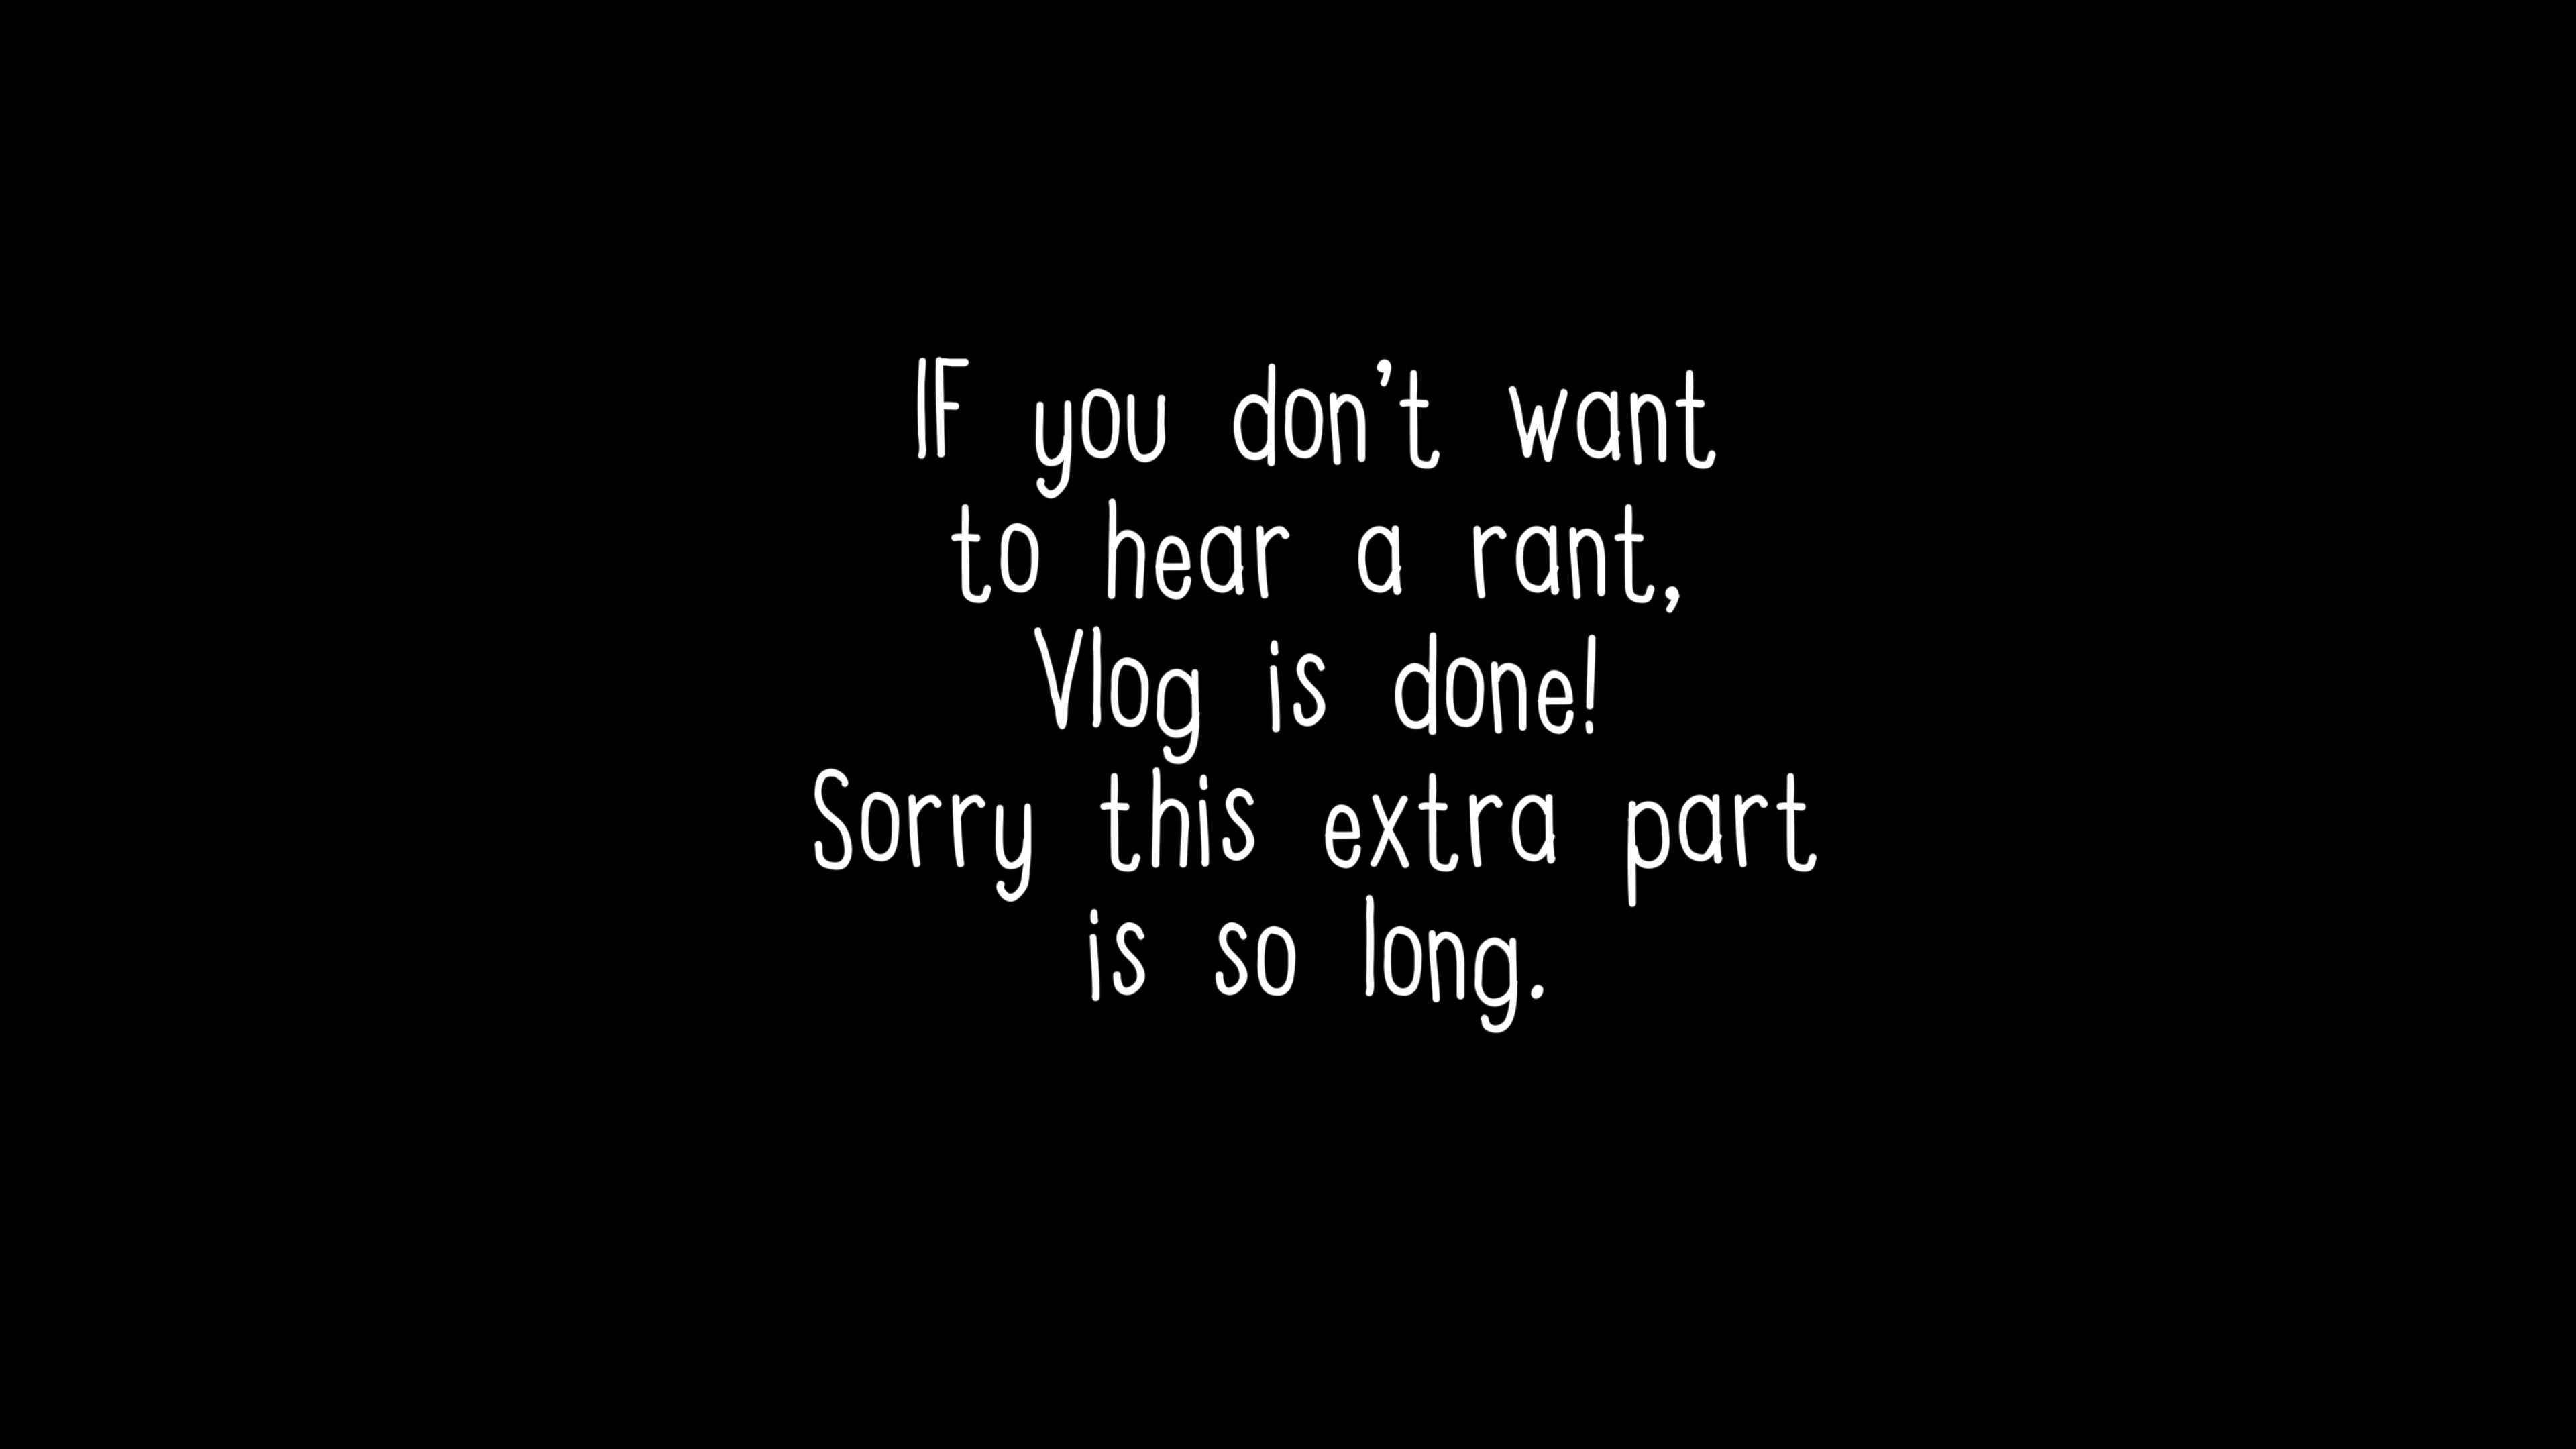 IF you don't want
to hear a rant,
Vlog is done!
Sorry this extra part
is so long.